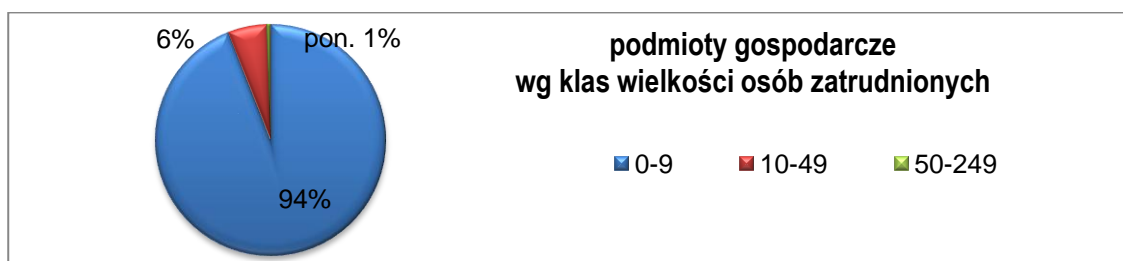 6%
pon. 1%
94%
podmioty gospodarcze
wg klas wielkości osób zatrudnionych
0-9
10-49
50-249